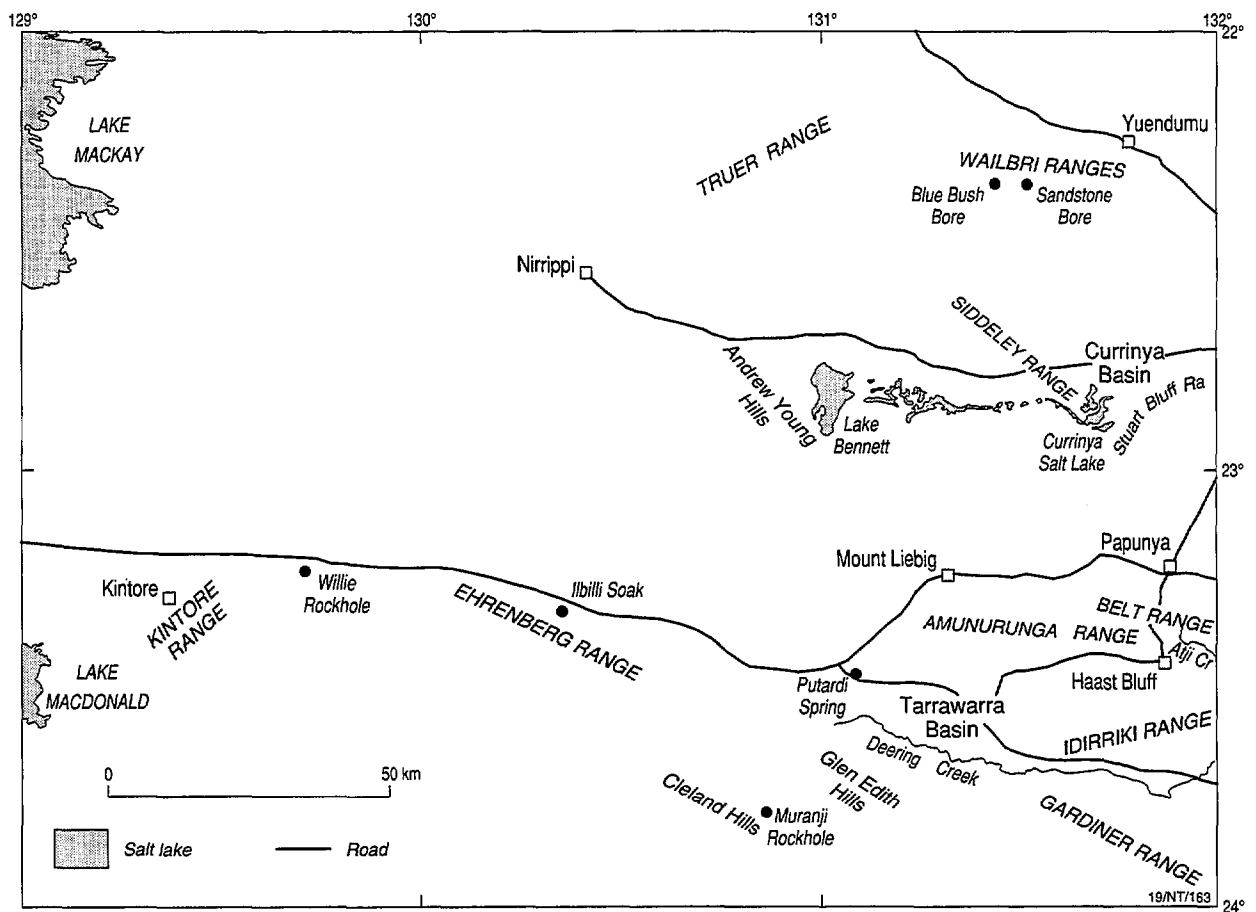 129°
130°
131°
132°
22°
LAKE
MACKAY
TRUER RANGE
Yuendumu
WAILBRI RANGES
Blue Bush
Bore
Sandstone
Bore
Nirrippi
SIDDELEY RANGE
Currinya
Basin
Andrew Young
Hills
Lake
Bennett
Currinya
Salt Lake
Stuart Bluff Ra
23°
Kintore
KINTORE
RANGE
Willie
Rockhole
EHRENBERG RANGE
Ilbilli Soak
Mount Liebig
Papunya
BELT RANGE
AMUNURUNGA RANGE
Atji Cr
Haast Bluff
LAKE
MACDONALD
Putardi
Spring
Tarrawarra
Basin
IDIRRIKI RANGE
Deering Creek
Glen Edith
Hills
Cleland Hills
Muranji
Rockhole
GARDINER RANGE
0
50 km
Salt lake
Road
19/NT/163
24°